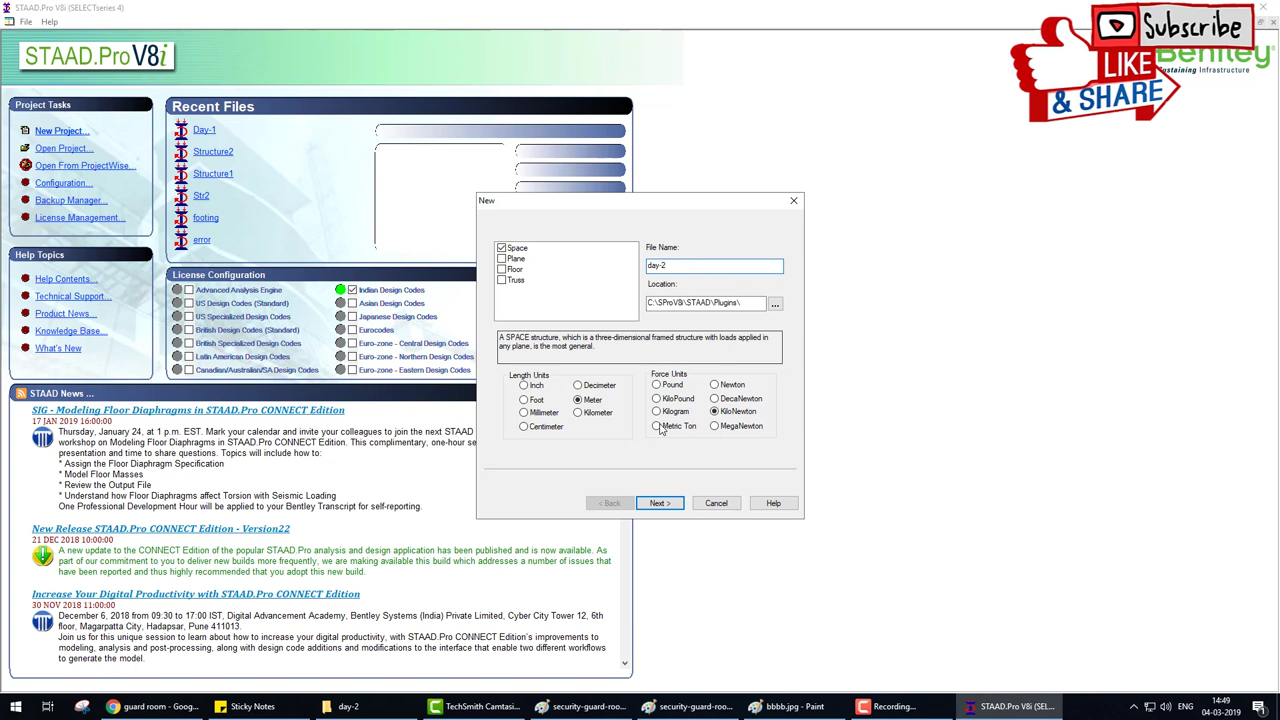 STAAD.Pro V8i (SELECTseries 4)
File Help
STAAD.Pro V8i
Subscribe
LIKE
& SHARE
Bentley
Sustaining Infrastructure
Project Tasks
New Project...
Open Project...
Open From ProjectWise...
Configuration...
Backup Manager...
License Management...
Recent Files
Day-1
Structure2
Structure1
Str2
footing
error
Help Topics
Help Contents...
Technical Support...
Product News...
Knowledge Base...
What's New
License Configuration
Advanced Analysis Engine
US Design Codes (Standard)
US Specialized Design Codes
British Design Codes (Standard)
British Specialized Design Codes
Latin American Design Codes
Canadian/Australian/SA Design Codes
Indian Design Codes
Asian Design Codes
Japanese Design Codes
Eurocodes
Euro-zone - Central Design Codes
Euro-zone - Northern Design Codes
Euro-zone - Eastern Design Codes
New
Space
Plane
Floor
Truss
File Name:
day-2
Location:
C:\SProV8i\STAAD\Plugins\
...
A SPACE structure, which is a three-dimensional framed structure with loads applied in
any plane, is the most general.
Length Units
Inch
Foot
Millimeter
Centimeter
Decimeter
Meter
Kilometer
Force Units
Pound
KiloPound
Kilogram
Metric Ton
Newton
DecaNewton
KiloNewton
MegaNewton
< Back
Next >
Cancel
Help
STAAD News ...
SIG - Modeling Floor Diaphragms in STAAD.Pro CONNECT Edition
17 JAN 2019 16:00:00
Thursday, January 24, at 1 p.m. EST. Mark your calendar and invite your colleagues to join the next STAAD
workshop on Modeling Floor Diaphragms in STAAD.Pro CONNECT Edition. This complimentary, one-hour se
presentation and time to share questions. Topics will include how to:
* Assign the Floor Diaphragm Specification
* Model Floor Masses
* Review the Output File
* Understand how Floor Diaphragms affect Torsion with Seismic Loading
One Professional Development Hour will be applied to your Bentley Transcript for self-reporting.
New Release STAAD.Pro CONNECT Edition - Version22
21 DEC 2018 10:00:00
A new update to the CONNECT Edition of the popular STAAD.Pro analysis and design application has been published and is now available. As
part of our commitment to you to deliver new builds more frequently, we are making available this build which addresses a number of issues that
have been reported and thus highly recommended that you adopt this new build.
Increase Your Digital Productivity with STAAD.Pro CONNECT Edition
30 NOV 2018 11:00:00
December 6, 2018 from 09:30 to 17:00 IST, Digital Advancement Academy, Bentley Systems (India) Private Limited, Cyber City Tower 12, 6th
floor, Magarpatta City, Hadapsar, Pune 411013.
Join us for this unique session to learn about how to increase your digital productivity, with STAAD.Pro CONNECT Edition's improvements to
modeling, analysis and post-processing, along with design code additions and modifications to the interface that enable two different workflows
to generate the model.
guard room - Goog...
Sticky Notes
day-2
TechSmith Camtasi...
security-guard-roo...
security-guard-roo...
bbbb.jpg - Paint
Recording...
STAAD.Pro V8i (SEL...
ENG
14:49
04-03-2019